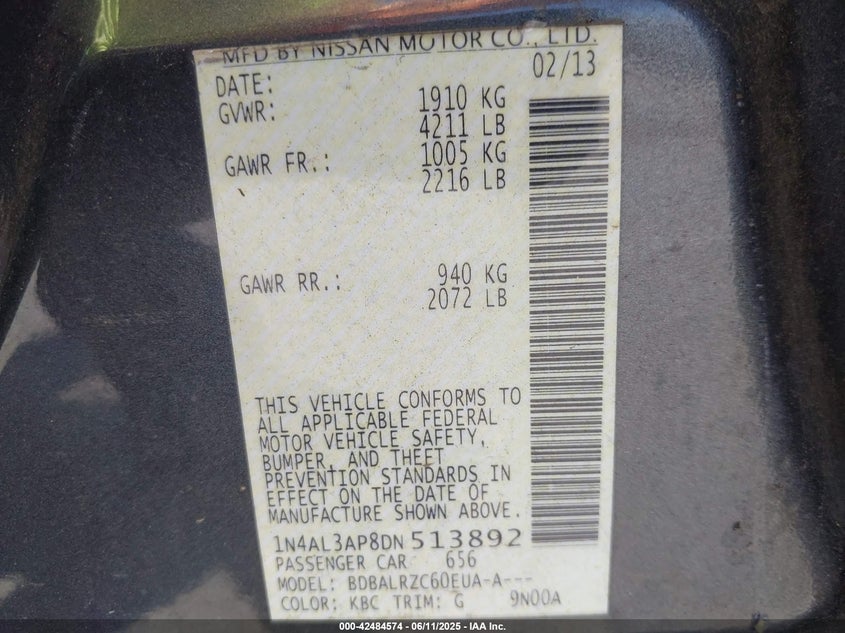 MFD BY NISSAN MOTOR CO., LTD.
DATE: 02/13
GVWR: 1910 KG
4211 LB
GAWR FR.: 1005 KG
2216 LB
GAWR RR.: 940 KG
2072 LB
THIS VEHICLE CONFORMS TO
ALL APPLICABLE FEDERAL
MOTOR VEHICLE SAFETY,
BUMPER, AND THEFT
PREVENTION STANDARDS IN
EFFECT ON THE DATE OF
MANUFACTURE SHOWN ABOVE.
1N4AL3AP8DN513892
PASSENGER CAR 656
MODEL: BDBALRZC60EUA-A---
COLOR: KBC TRIM: G 9N00A
000-42484574 - 06/11/2025 - IAA Inc.